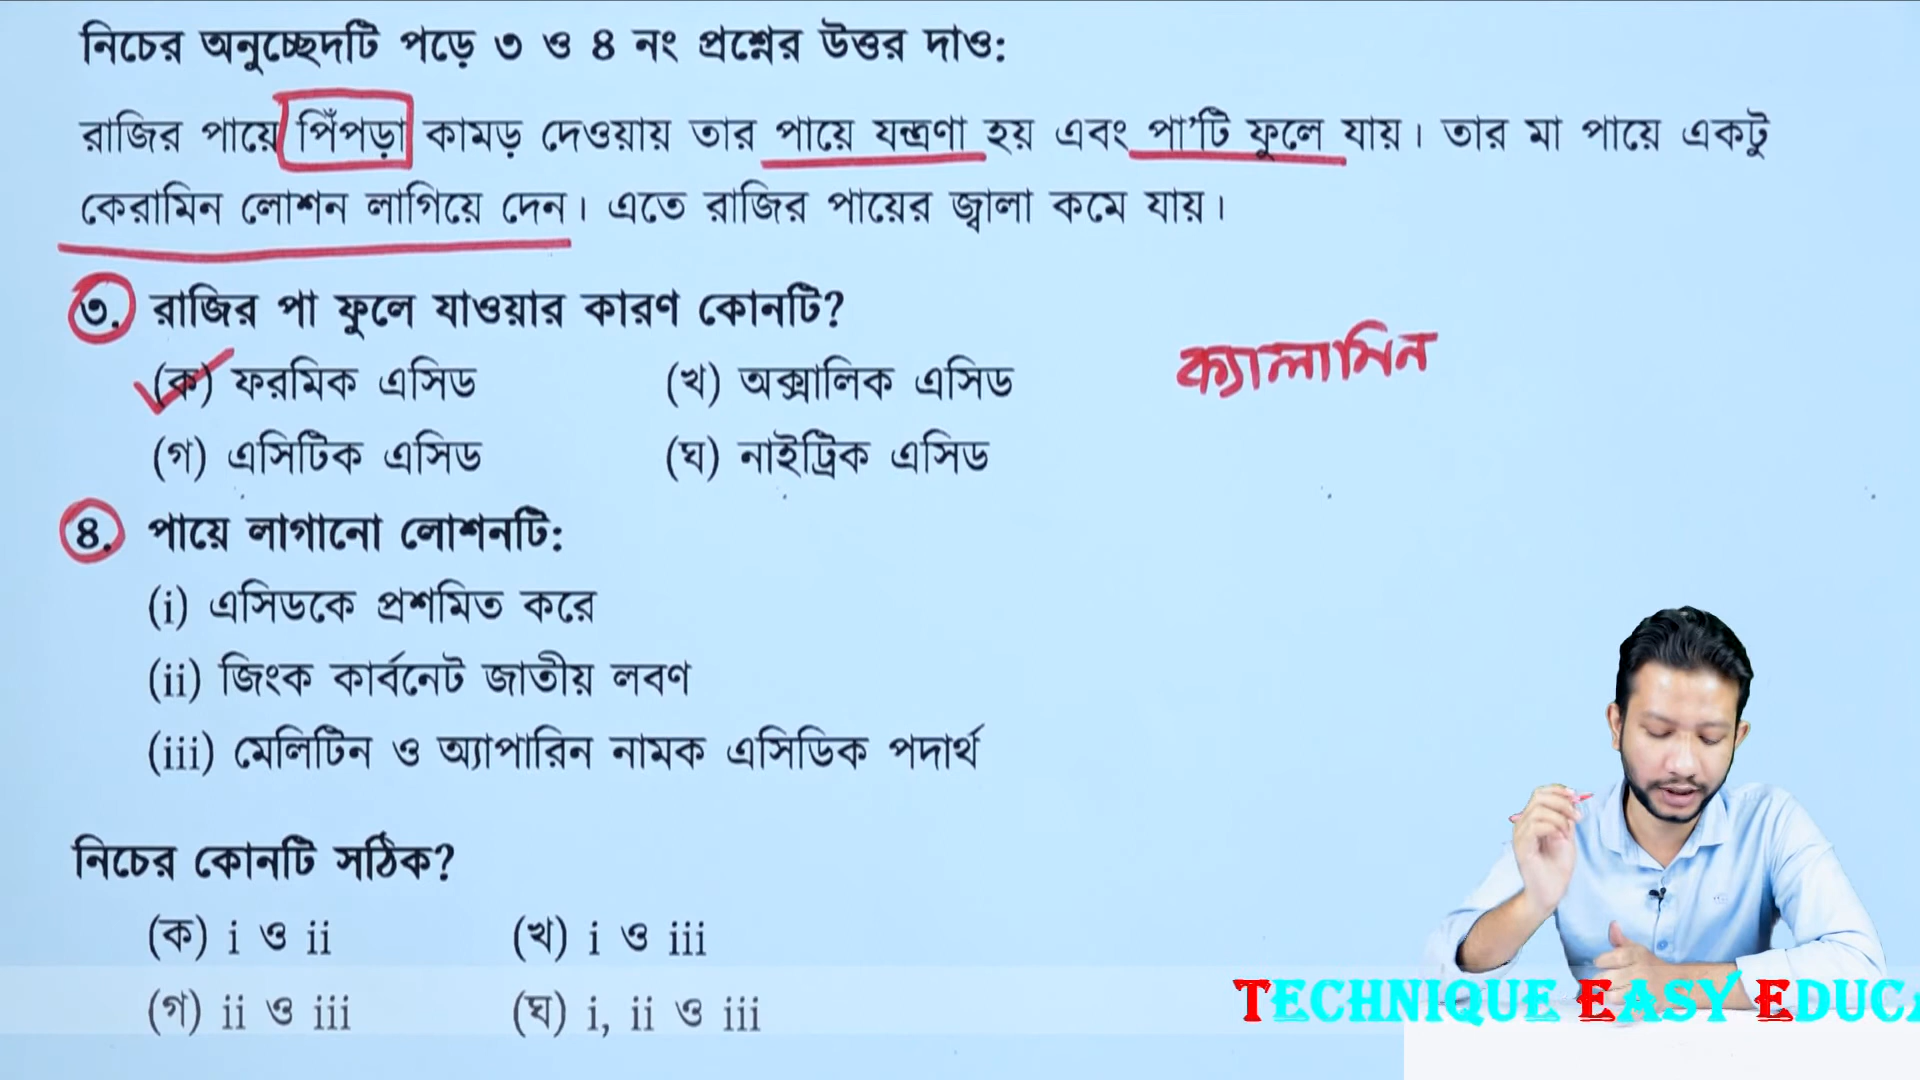 নিচের অনুচ্ছেদটি পড়ে ৩ ও ৪ নং প্রশ্নের উত্তর দাও:
রাজির পায়ে পিঁপড়া কামড় দেওয়ায় তার পায়ে যন্ত্রণা হয় এবং পা’টি ফুলে যায়। তার মা পায়ে একটু
কেরামিন লোশন লাগিয়ে দেন। এতে রাজির পায়ের জ্বালা কমে যায়।
৩. রাজির পা ফুলে যাওয়ার কারণ কোনটি?
ক্যালামিন
(ক) ফরমিক এসিড (খ) অক্সালিক এসিড
(গ) এসিটিক এসিড (ঘ) নাইট্রিক এসিড
৪. পায়ে লাগানো লোশনটি:
(i) এসিডকে প্রশমিত করে
(ii) জিংক কার্বনেট জাতীয় লবণ
(iii) মেলিটিন ও অ্যাপারিন নামক এসিডিক পদার্থ
নিচের কোনটি সঠিক?
(ক) i ও ii (খ) i ও iii
(গ) ii ও iii (ঘ) i, ii ও iii
TECHNIQUE EASY EDUCA